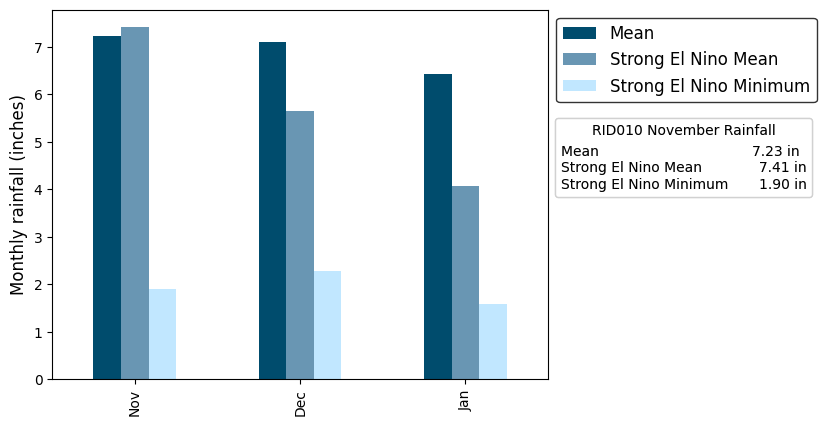 Monthly rainfall (inches)
7
6
5
4
3
2
1
0
Nov
Dec
Jan
Mean
Strong El Nino Mean
Strong El Nino Minimum
RID010 November Rainfall
Mean 7.23 in
Strong El Nino Mean 7.41 in
Strong El Nino Minimum 1.90 in